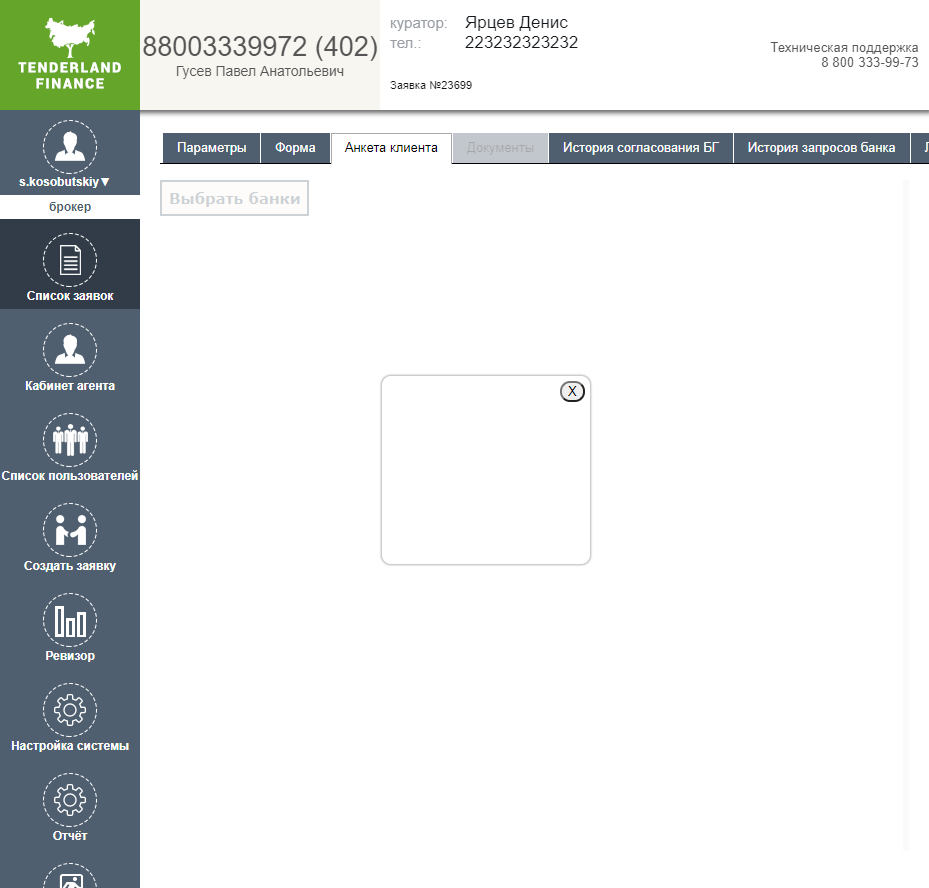 TENDERLAND
FINANCE
88003339972 (402)
Гусев Павел Анатольевич
куратор: Ярцев Денис
тел.: 223232323232
Заявка №23699
Техническая поддержка
8 800 333-99-73
s.kosobutskiy▼
брокер
Список заявок
Кабинет агента
Список пользователей
Создать заявку
Ревизор
Настройка системы
Отчёт
Параметры
Форма
Анкета клиента
Документы
История согласования БГ
История запросов банка
Выбрать банки
X